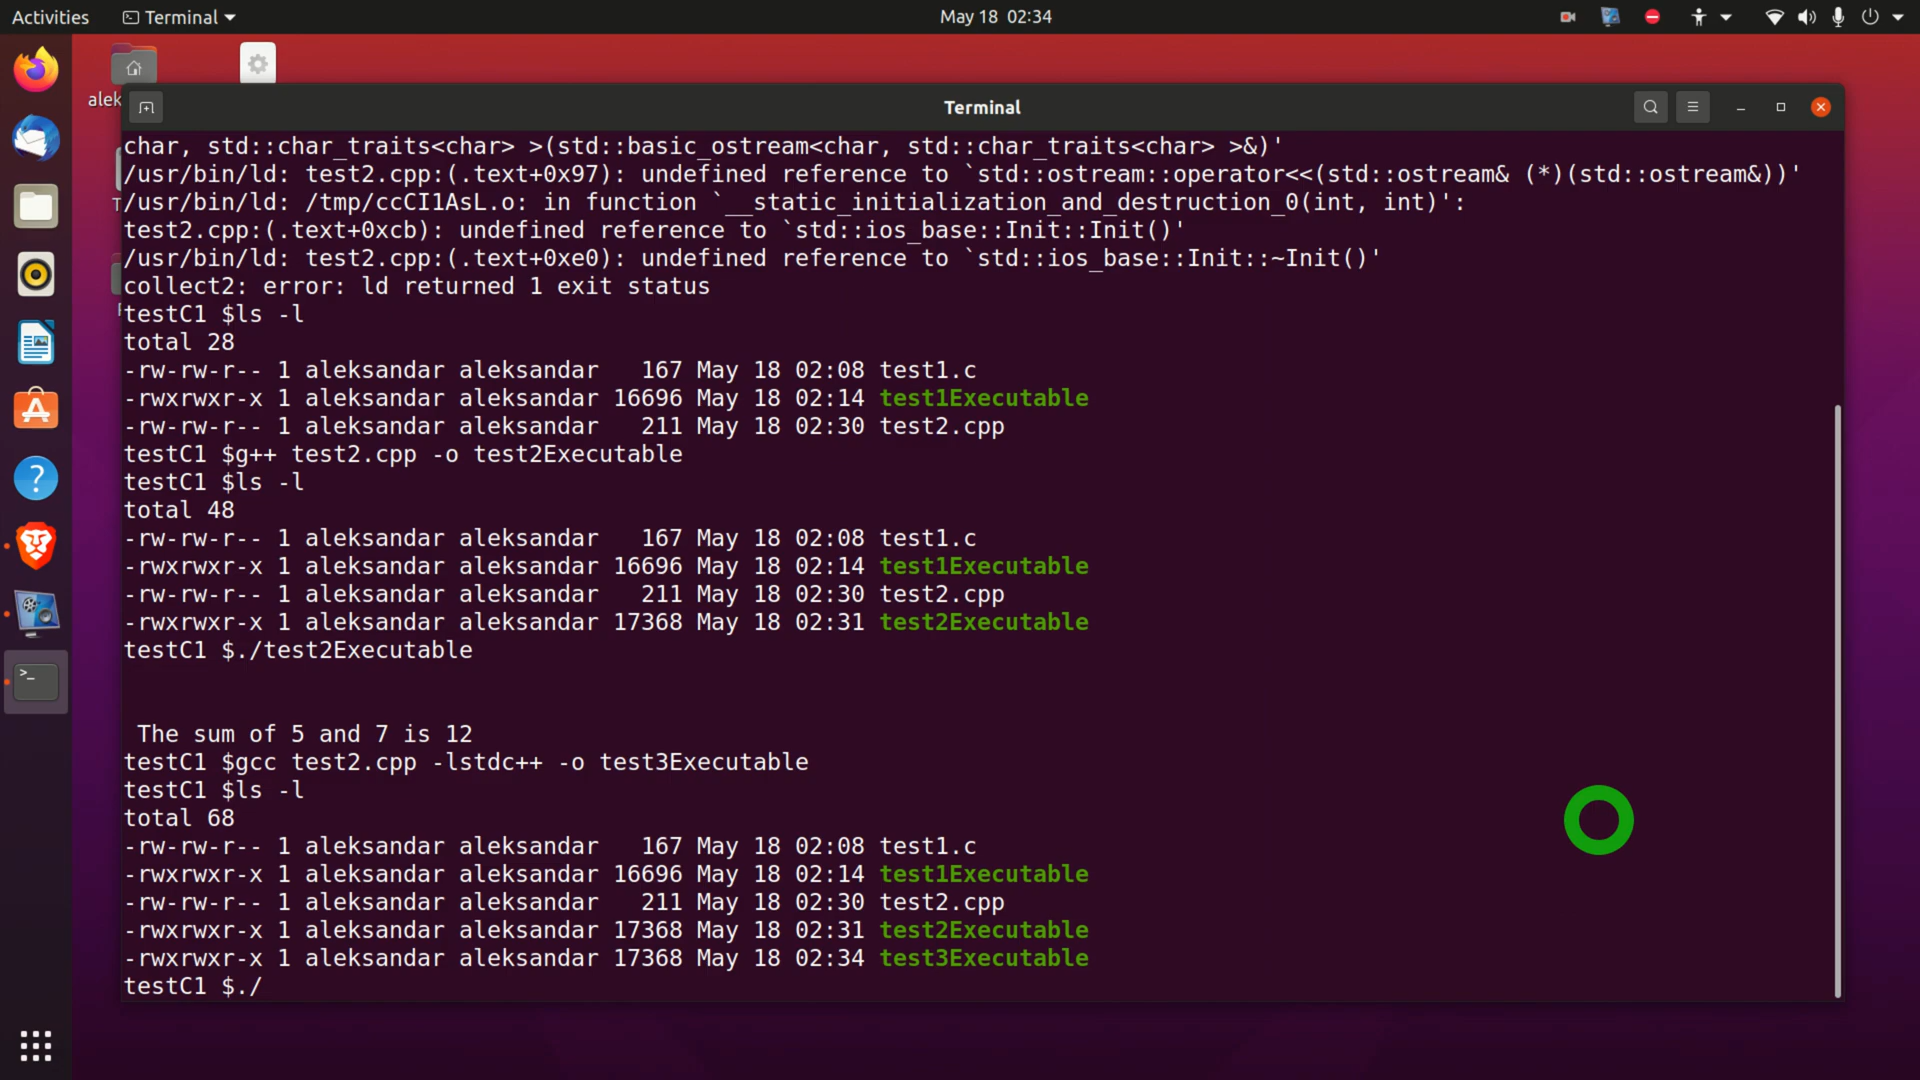 Activities
Terminal
May 18 02:34
alek
Terminal
char, std::char_traits<char> >(std::basic_ostream<char, std::char_traits<char> >&)'
/usr/bin/ld: test2.cpp:(.text+0x97): undefined reference to `std::ostream::operator<<(std::ostream& (*)(std::ostream&))'
/usr/bin/ld: /tmp/ccCI1AsL.o: in function `__static_initialization_and_destruction_0(int, int)':
test2.cpp:(.text+0xcb): undefined reference to `std::ios_base::Init::Init()'
/usr/bin/ld: test2.cpp:(.text+0xe0): undefined reference to `std::ios_base::Init::~Init()'
collect2: error: ld returned 1 exit status
testC1 $ls -l
total 28
-rw-rw-r-- 1 aleksandar aleksandar   167 May 18 02:08 test1.c
-rwxrwxr-x 1 aleksandar aleksandar 16696 May 18 02:14 test1Executable
-rw-rw-r-- 1 aleksandar aleksandar   211 May 18 02:30 test2.cpp
testC1 $g++ test2.cpp -o test2Executable
testC1 $ls -l
total 48
-rw-rw-r-- 1 aleksandar aleksandar   167 May 18 02:08 test1.c
-rwxrwxr-x 1 aleksandar aleksandar 16696 May 18 02:14 test1Executable
-rw-rw-r-- 1 aleksandar aleksandar   211 May 18 02:30 test2.cpp
-rwxrwxr-x 1 aleksandar aleksandar 17368 May 18 02:31 test2Executable
testC1 $./test2Executable
The sum of 5 and 7 is 12
testC1 $gcc test2.cpp -lstdc++ -o test3Executable
testC1 $ls -l
total 68
-rw-rw-r-- 1 aleksandar aleksandar   167 May 18 02:08 test1.c
-rwxrwxr-x 1 aleksandar aleksandar 16696 May 18 02:14 test1Executable
-rw-rw-r-- 1 aleksandar aleksandar   211 May 18 02:30 test2.cpp
-rwxrwxr-x 1 aleksandar aleksandar 17368 May 18 02:31 test2Executable
-rwxrwxr-x 1 aleksandar aleksandar 17368 May 18 02:34 test3Executable
testC1 $./